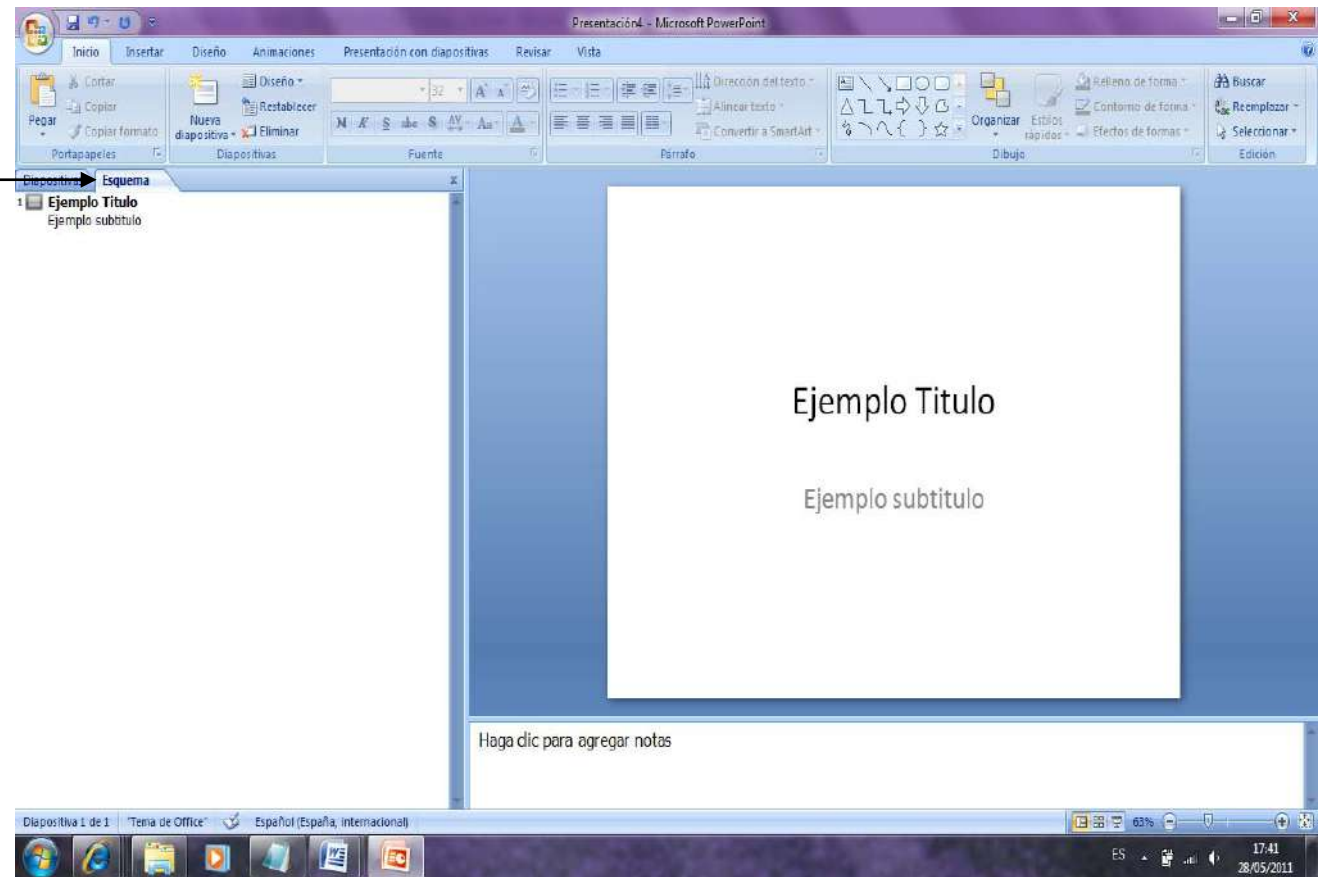 Presentación4 - Microsoft PowerPoint
Inicio Insertar Diseño Animaciones Presentación con diapositivas Revisar Vista
Pegar
Cortar
Copiar
Copiar formato
Portapapeles
Nueva diapositiva
Diseño
Restablecer
Eliminar
Diapositivas
32
N K S abc S AV Aa A
Fuente
Dirección del texto
Alinear texto
Convertir a SmartArt
Párrafo
Organizar
Estilos rápidos
Relleno de forma
Contorno de forma
Efectos de formas
Dibujo
Buscar
Reemplazar
Seleccionar
Edición
Diapositivas Esquema x
1 Ejemplo Titulo
Ejemplo subtitulo
Ejemplo Titulo
Ejemplo subtitulo
Haga clic para agregar notas
Diapositiva 1 de 1 "Tema de Office" Español (España, internacional) 63%
ES 17:41
28/05/2011